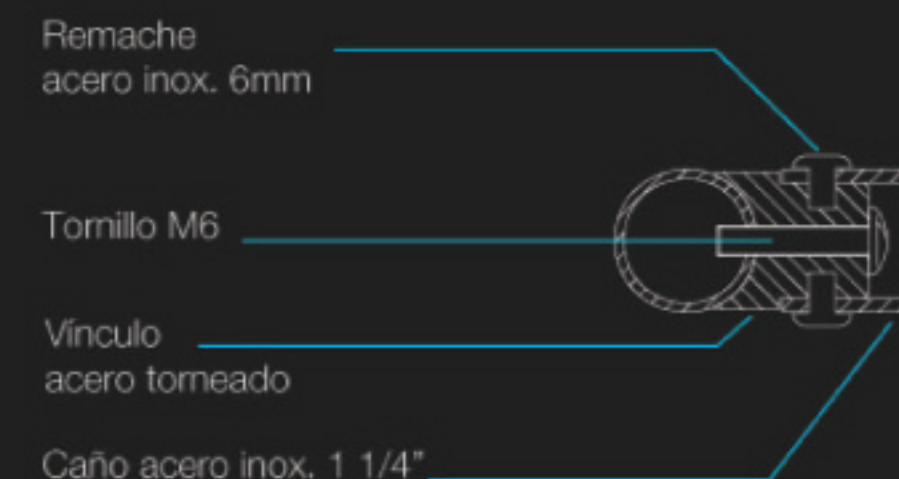 Remache
acero inox. 6mm
Tornillo M6
Vínculo
acero torneado
Caño acero inox. 1 1/4”